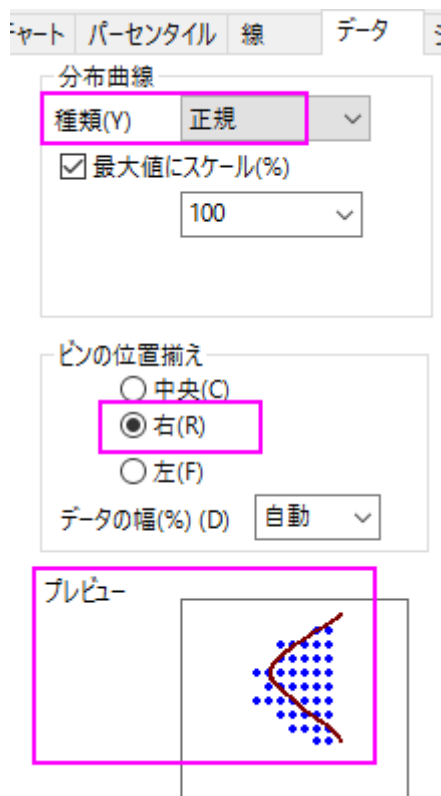 チャート パーセンタイル 線 データ
分布曲線
種類(Y) 正規
最大値にスケール(%)
100
ビンの位置揃え
中央(C)
右(R)
左(F)
データの幅(%) (D) 自動
プレビュー